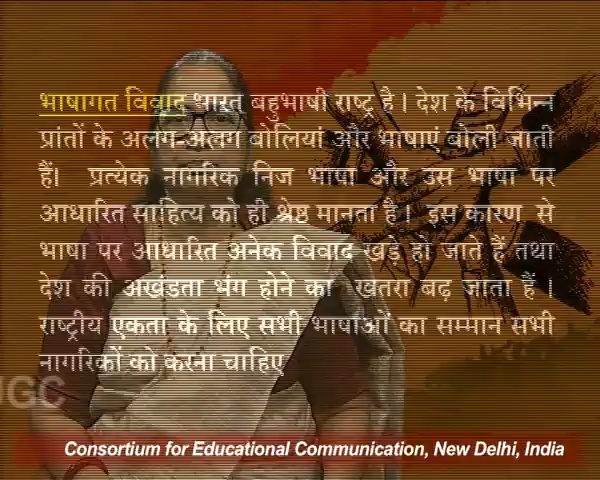 भाषागत विवाद भारत बहुभाषी राष्ट्र है। देश के विभिन्न
प्रांतों के अलग-अलग बोलियां और भाषाएं बोली जाती
हैं। प्रत्येक नागरिक निज भाषा और उस भाषा पर
आधारित साहित्य को ही श्रेष्ठ मानता है। इस कारण से
भाषा पर आधारित अनेक विवाद खड़े हो जाते हैं तथा
देश की अखंडता भंग होने का खतरा बढ़ जाता हैं।
राष्ट्रीय एकता के लिए सभी भाषाओं का सम्मान सभी
नागरिकों को करना चाहिए
UGC
Consortium for Educational Communication, New Delhi, India